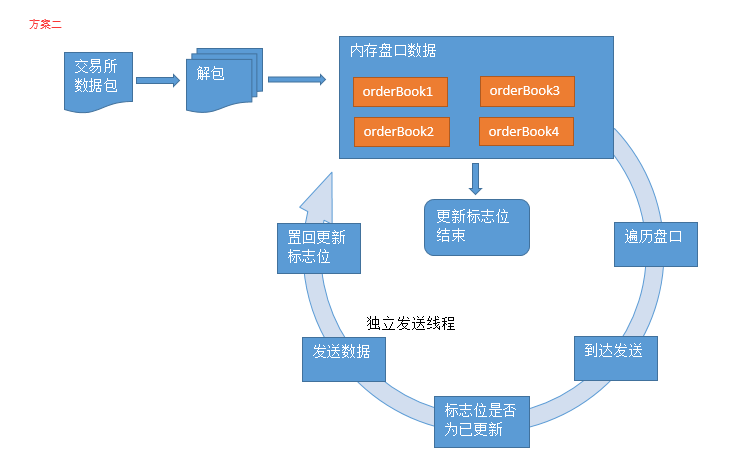 方案二
交易所
数据包
解包
内存盘口数据
orderBook1
orderBook3
orderBook2
orderBook4
更新标志位
结束
遍历盘口
到达发送
标志位是否
为已更新
发送数据
置回更新
标志位
独立发送线程